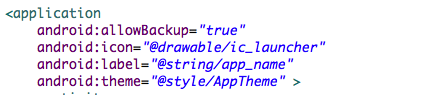 <application
android:allowBackup="true"
android:icon="@drawable/ic_launcher"
android:label="@string/app_name"
android:theme="@style/AppTheme" >